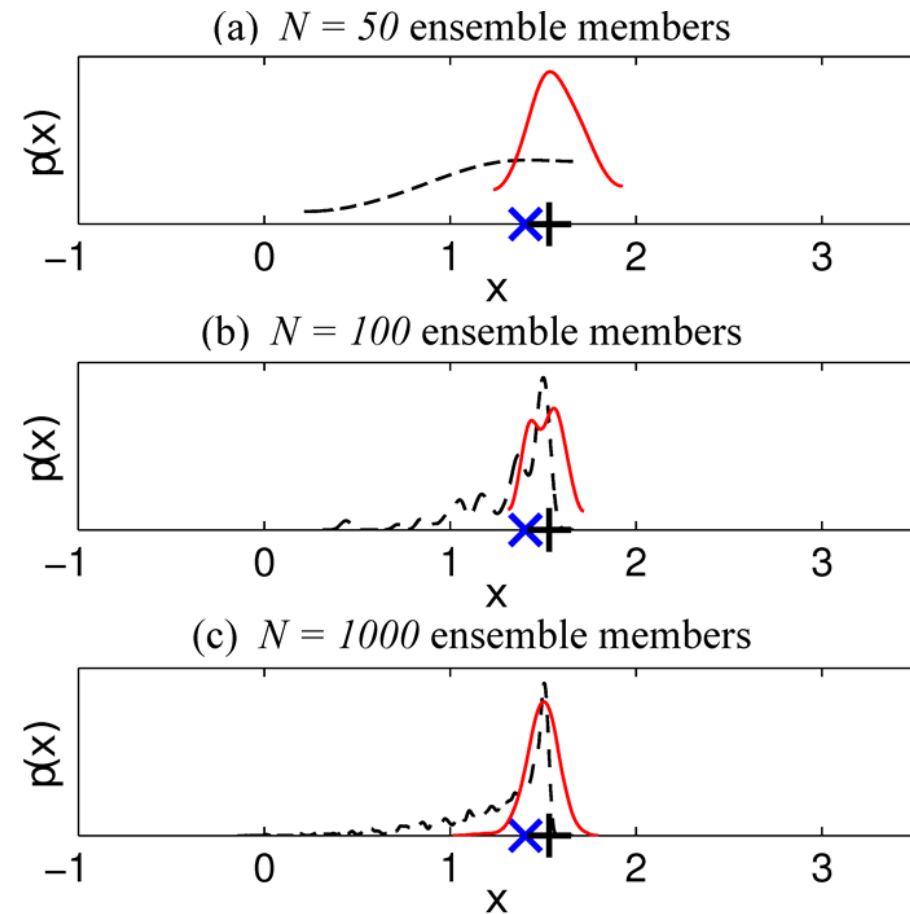 (a) N = 50 ensemble members
p(x)
−1 0 1 2 3
x
(b) N = 100 ensemble members
p(x)
−1 0 1 2 3
x
(c) N = 1000 ensemble members
p(x)
−1 0 1 2 3
x